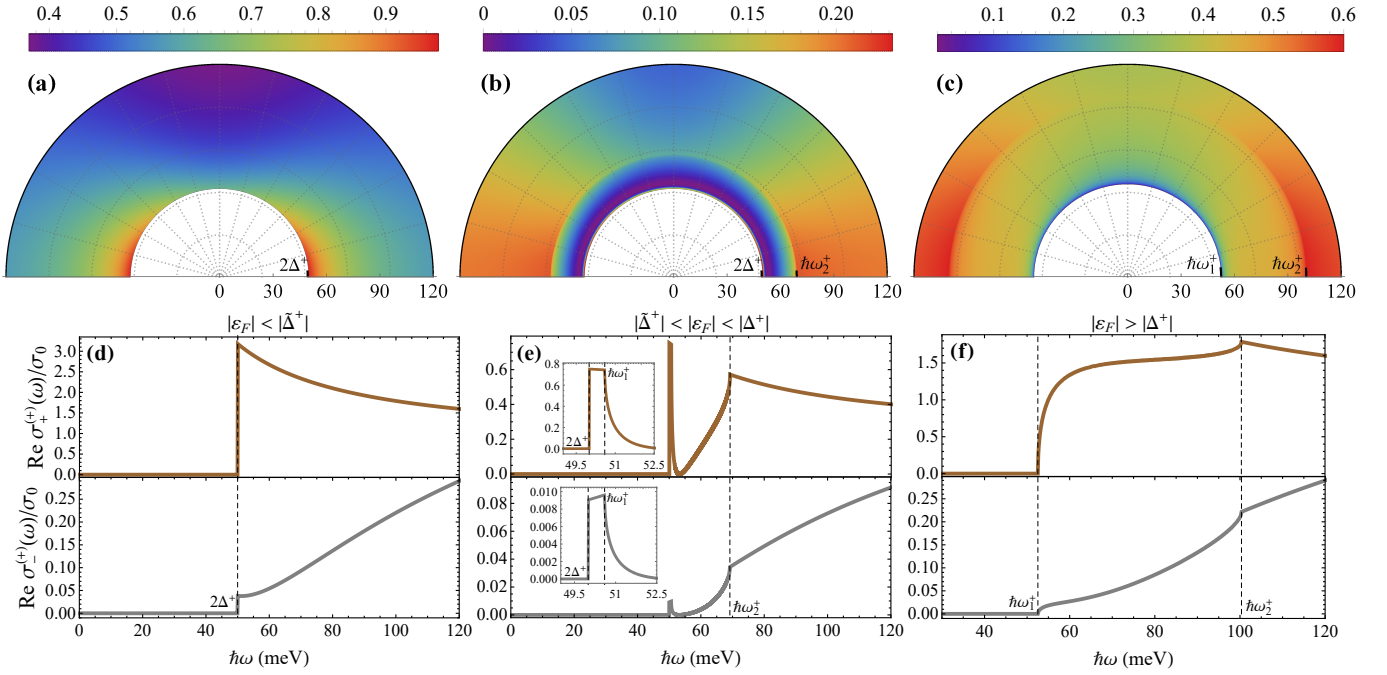 0.4 0.5 0.6 0.7 0.8 0.9
0 0.05 0.10 0.15 0.20
0.1 0.2 0.3 0.4 0.5 0.6
(a)
(b)
(c)
2Δ⁺
2Δ⁺ ℏω₂⁺
ℏω₁⁺ ℏω₂⁺
0 30 60 90 120
0 30 60 90 120
0 30 60 90 120
|ε_F| < |Δ̃⁺|
|Δ̃⁺| < |ε_F| < |Δ⁺|
|ε_F| > |Δ⁺|
Re σ₊⁽⁺⁾(ω)/σ₀
3.0
2.5
2.0
1.5
1.0
0.5
0.0
(d)
0.6
0.4
0.2
0.0
(e)
0.8
0.6
0.4
0.2
0.0
ℏω₁⁺
2Δ⁺
49.5 51 52.5
1.5
1.0
0.5
0.0
(f)
Re σ₋⁽⁺⁾(ω)/σ₀
0.25
0.20
0.15
0.10
0.05
0.00
2Δ⁺
0 20 40 60 80 100 120
ℏω (meV)
0.08
0.06
0.04
0.02
0.00
0.010
0.008
0.006
0.004
0.002
0.000
ℏω₁⁺
2Δ⁺
49.5 51 52.5
ℏω₂⁺
0 20 40 60 80 100 120
ℏω (meV)
0.25
0.20
0.15
0.10
0.05
0.00
ℏω₁⁺
ℏω₂⁺
40 60 80 100 120
ℏω (meV)